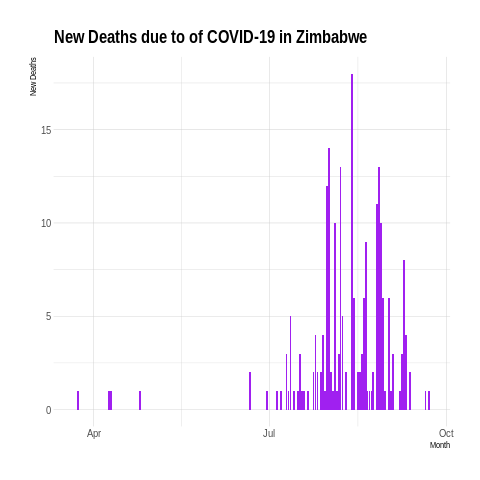 New Deaths due to of COVID-19 in Zimbabwe
New Deaths
15
10
5
0
Apr
Jul
Oct
Month